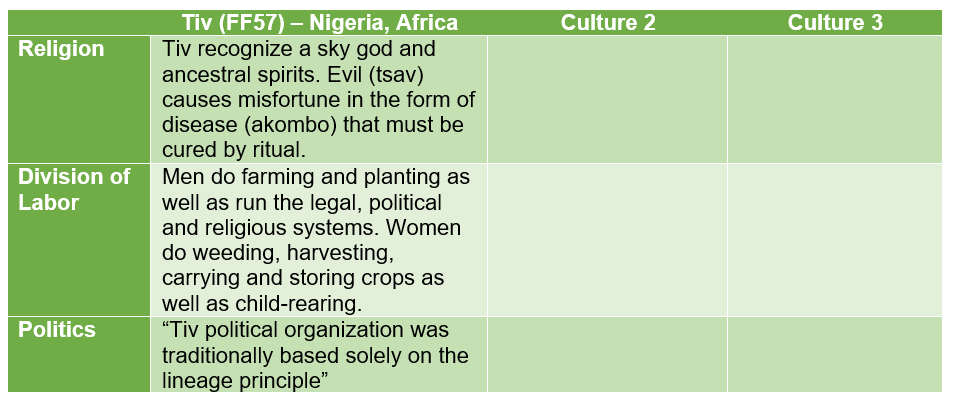 Tiv (FF57) – Nigeria, Africa Culture 2 Culture 3
Religion
Tiv recognize a sky god and
ancestral spirits. Evil (tsav)
causes misfortune in the form of
disease (akombo) that must be
cured by ritual.
Division of
Labor
Men do farming and planting as
well as run the legal, political
and religious systems. Women
do weeding, harvesting,
carrying and storing crops as
well as child-rearing.
Politics
“Tiv political organization was
traditionally based solely on the
lineage principle”